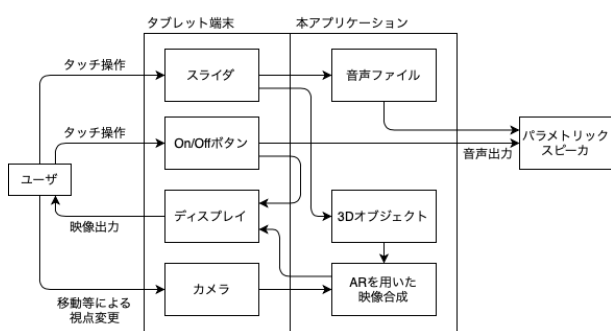 タブレット端末
本アプリケーション
タッチ操作
スライダ
音声ファイル
タッチ操作
On/Offボタン
音声出力
パラメトリック
スピーカ
ユーザ
映像出力
ディスプレイ
3Dオブジェクト
移動等による
視点変更
カメラ
ARを用いた
映像合成